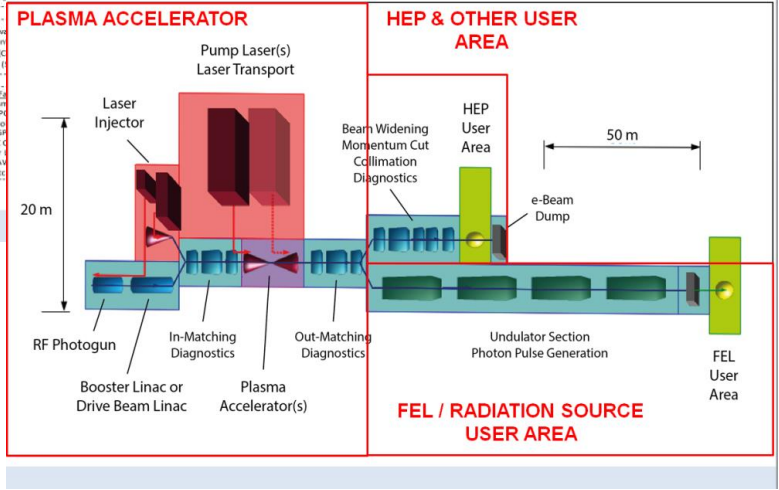 PLASMA ACCELERATOR
HEP & OTHER USER
AREA
Pump Laser(s)
Laser Transport
Laser
Injector
HEP
User
Area
Beam Widening
Momentum Cut
Collimation
Diagnostics
50 m
e-Beam
Dump
20 m
RF Photogun
In-Matching
Diagnostics
Out-Matching
Diagnostics
Undulator Section
Photon Pulse Generation
FEL
User
Area
Booster Linac or
Drive Beam Linac
Plasma
Accelerator(s)
FEL / RADIATION SOURCE
USER AREA